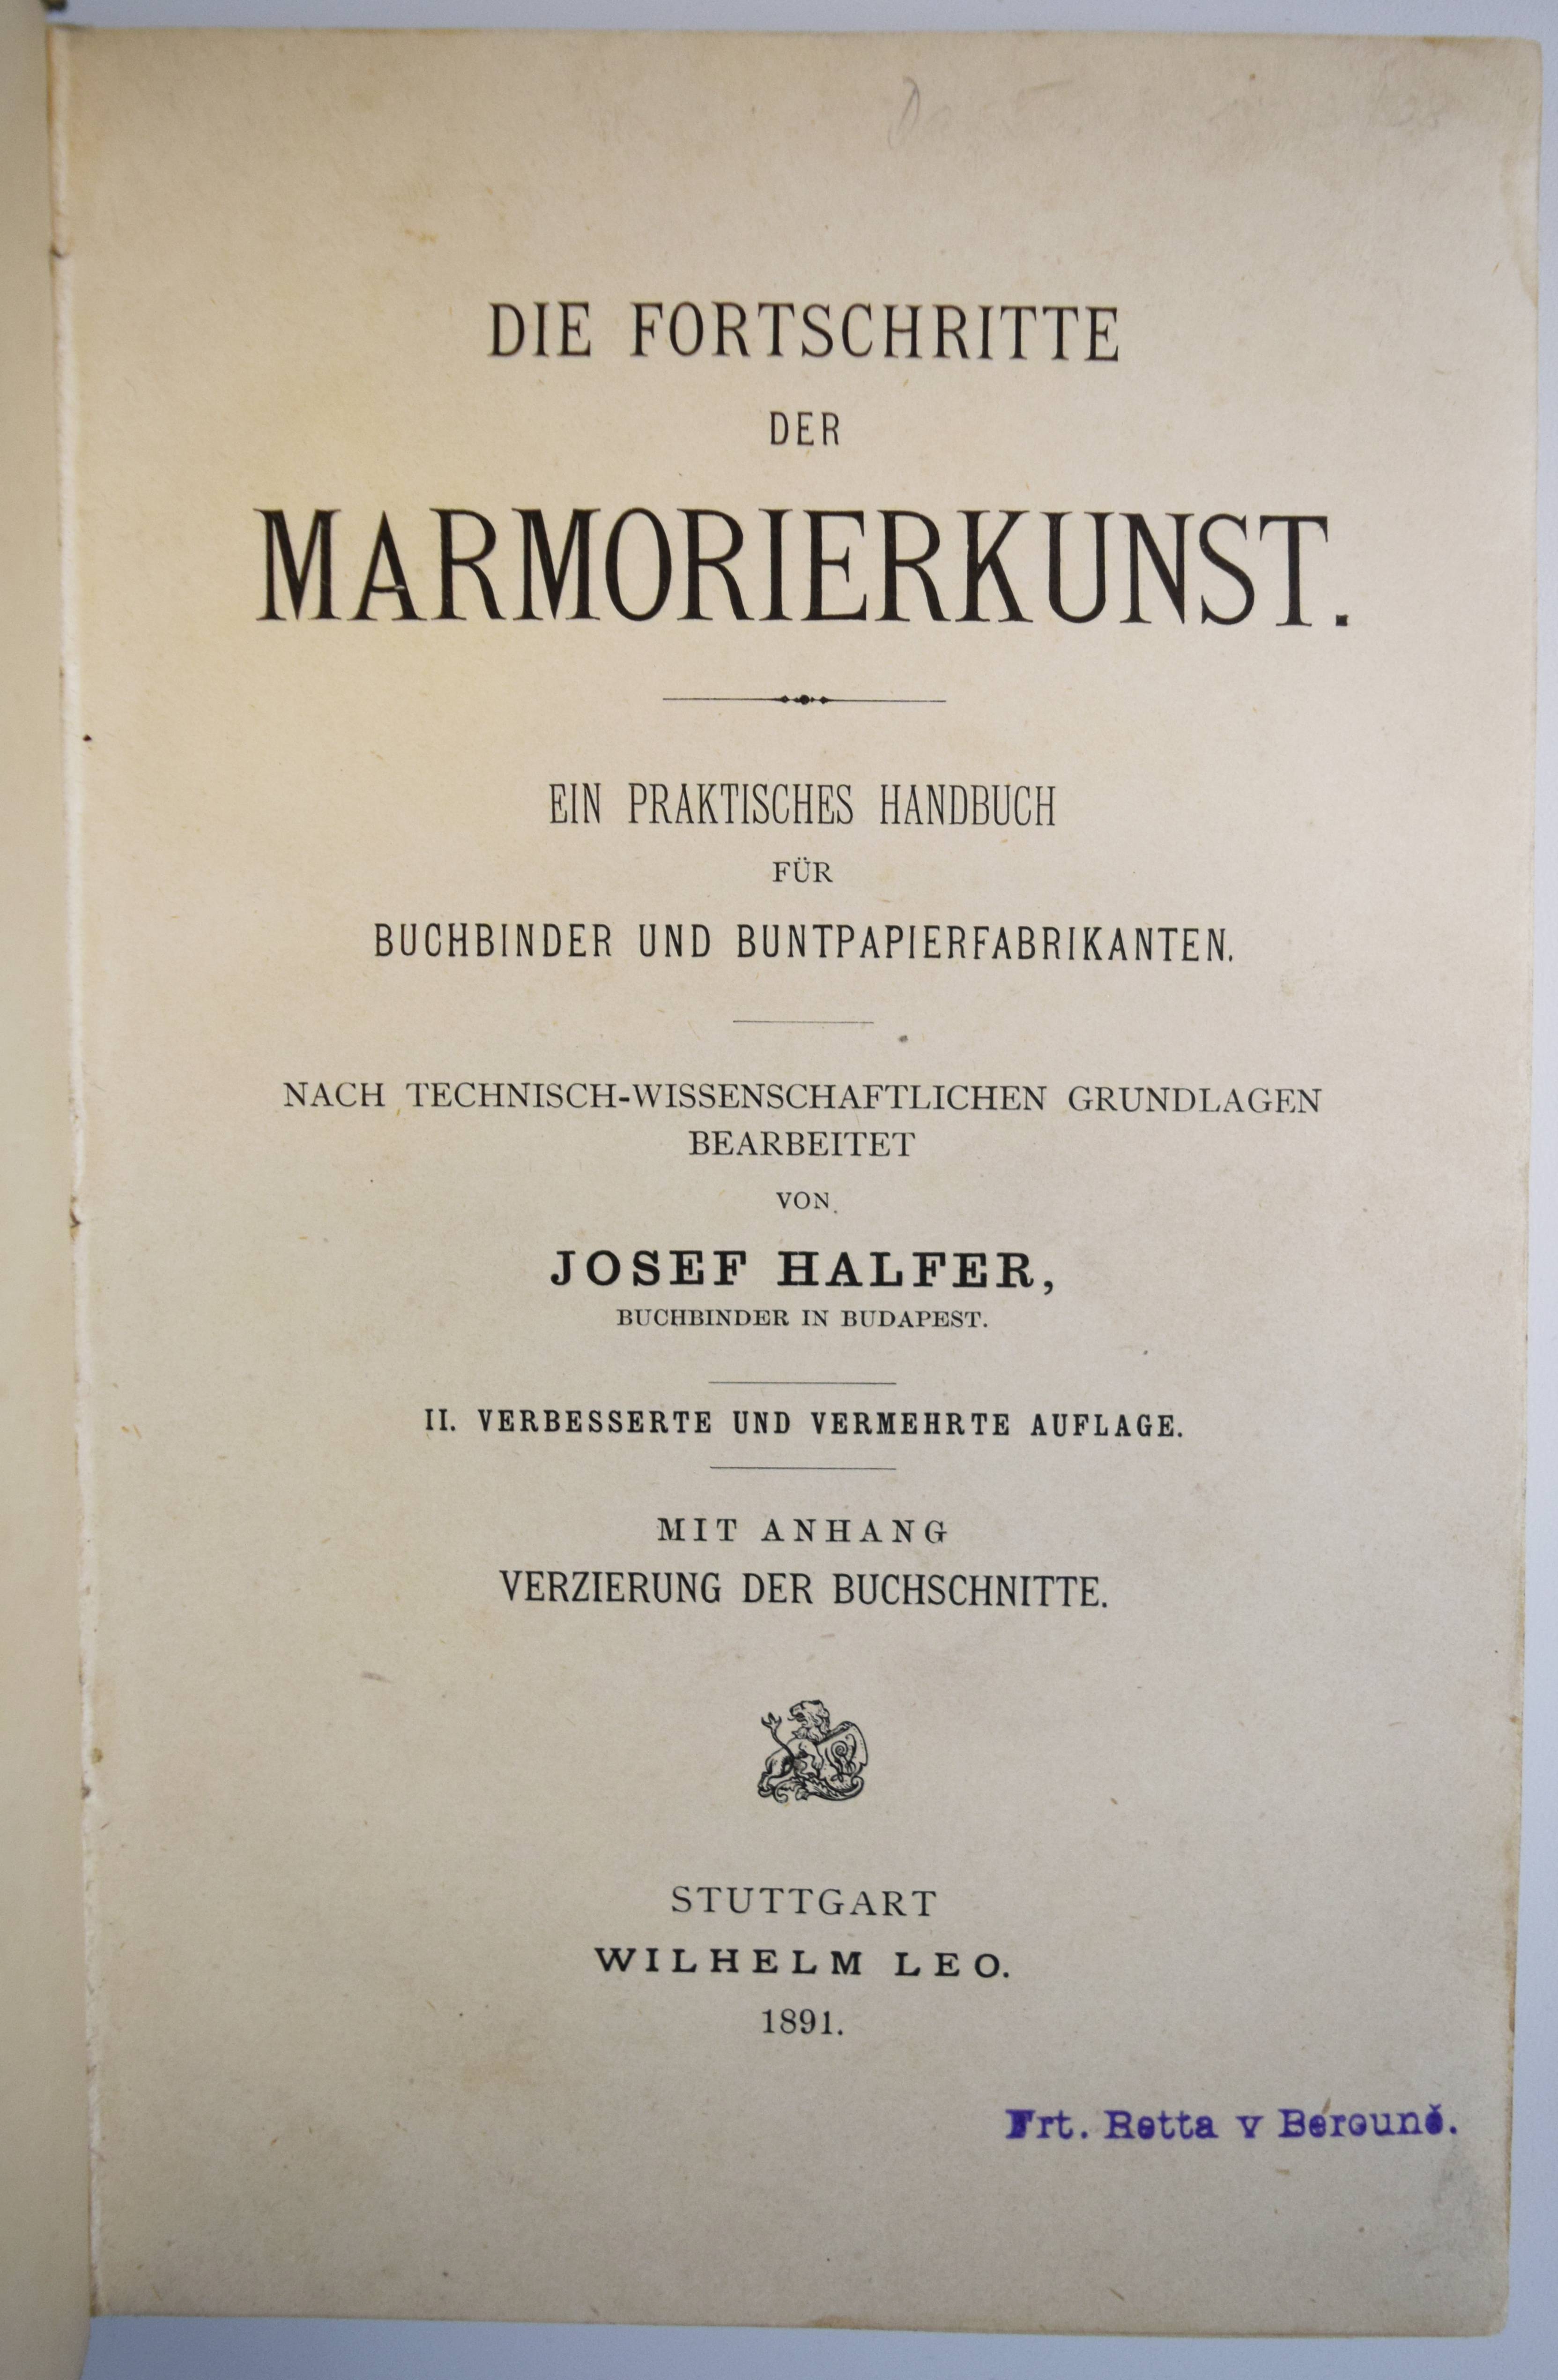 DIE FORTSCHRITTE
DER
MARMORIERKUNST.
EIN PRAKTISCHES HANDBUCH
FÜR
BUCHBINDER UND BUNTPAPIERFABRIKANTEN.
NACH TECHNISCH-WISSENSCHAFTLICHEN GRUNDLAGEN
BEARBEITET
VON
JOSEF HALFER,
BUCHBINDER IN BUDAPEST.
II. VERBESSERTE UND VERMEHRTE AUFLAGE.
MIT ANHANG
VERZIERUNG DER BUCHSCHNITTE.
STUTTGART
WILHELM LEO.
1891.
Frt. Retta v Berouně.